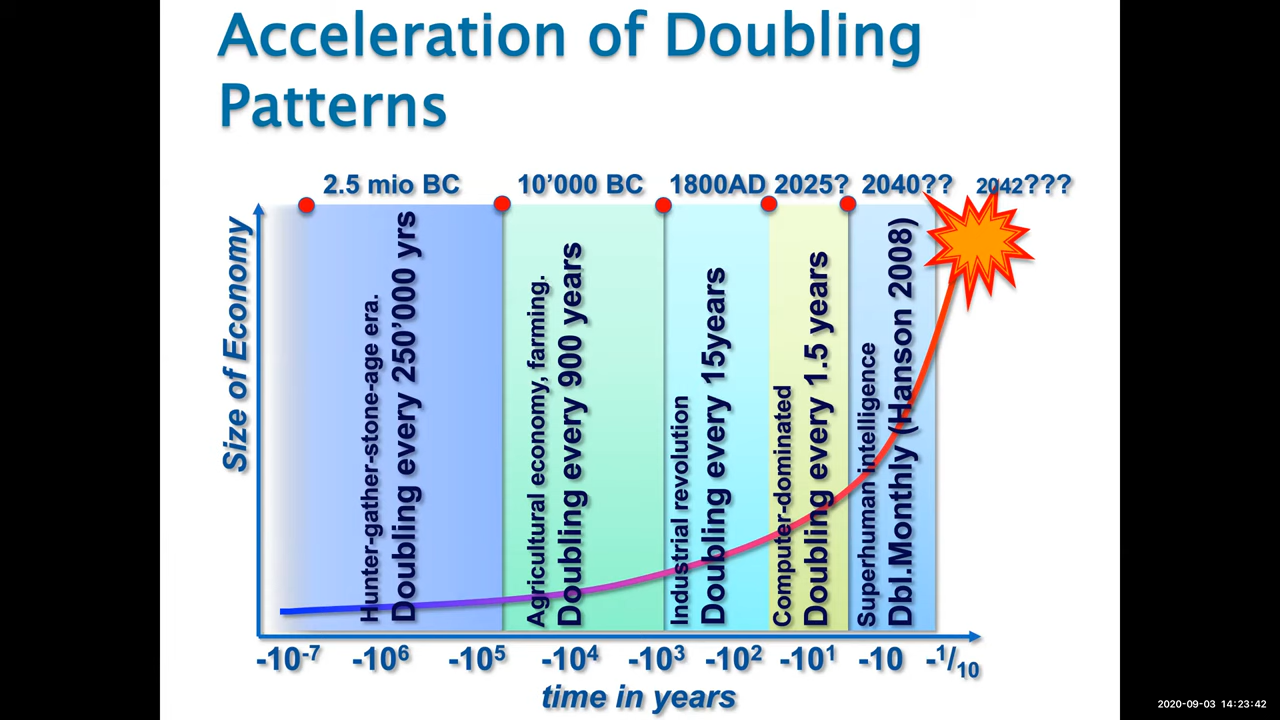 Acceleration of Doubling
Patterns
2.5 mio BC
10'000 BC
1800AD
2025?
2040??
2042???
Size of Economy
Hunter-gather-stone-age era.
Doubling every 250’000 yrs
Agricultural economy, farming.
Doubling every 900 years
Industrial revolution
Doubling every 15years
Computer-dominated
Doubling every 1.5 years
Superhuman intelligence
Dbl.Monthly (Hanson 2008)
-10⁻⁷ -10⁶ -10⁵ -10⁴ -10³ -10² -10¹ -10 -¹/₁₀
time in years
2020-09-03 14:23:42